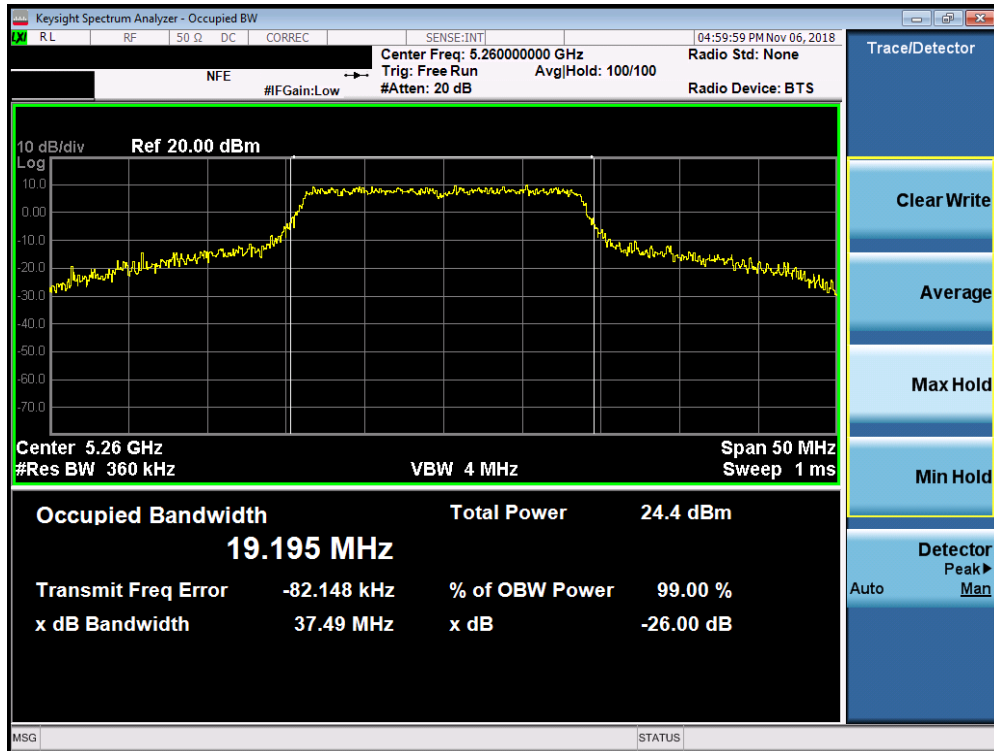 Keysight Spectrum Analyzer - Occupied BW
LXI RL RF 50 Ω DC CORREC SENSE:INT 04:59:59 PM Nov 06, 2018
Center Freq: 5.260000000 GHz Radio Std: None
NFE Trig: Free Run Avg|Hold: 100/100
#IFGain:Low #Atten: 20 dB Radio Device: BTS
10 dB/div Ref 20.00 dBm
Log
10.0
0.00
-10.0
-20.0
-30.0
-40.0
-50.0
-60.0
-70.0
Center 5.26 GHz Span 50 MHz
#Res BW 360 kHz VBW 4 MHz Sweep 1 ms
Occupied Bandwidth Total Power 24.4 dBm
19.195 MHz
Transmit Freq Error -82.148 kHz % of OBW Power 99.00 %
x dB Bandwidth 37.49 MHz x dB -26.00 dB
MSG STATUS
Trace/Detector
Clear Write
Average
Max Hold
Min Hold
Detector
Peak▶
Auto Man